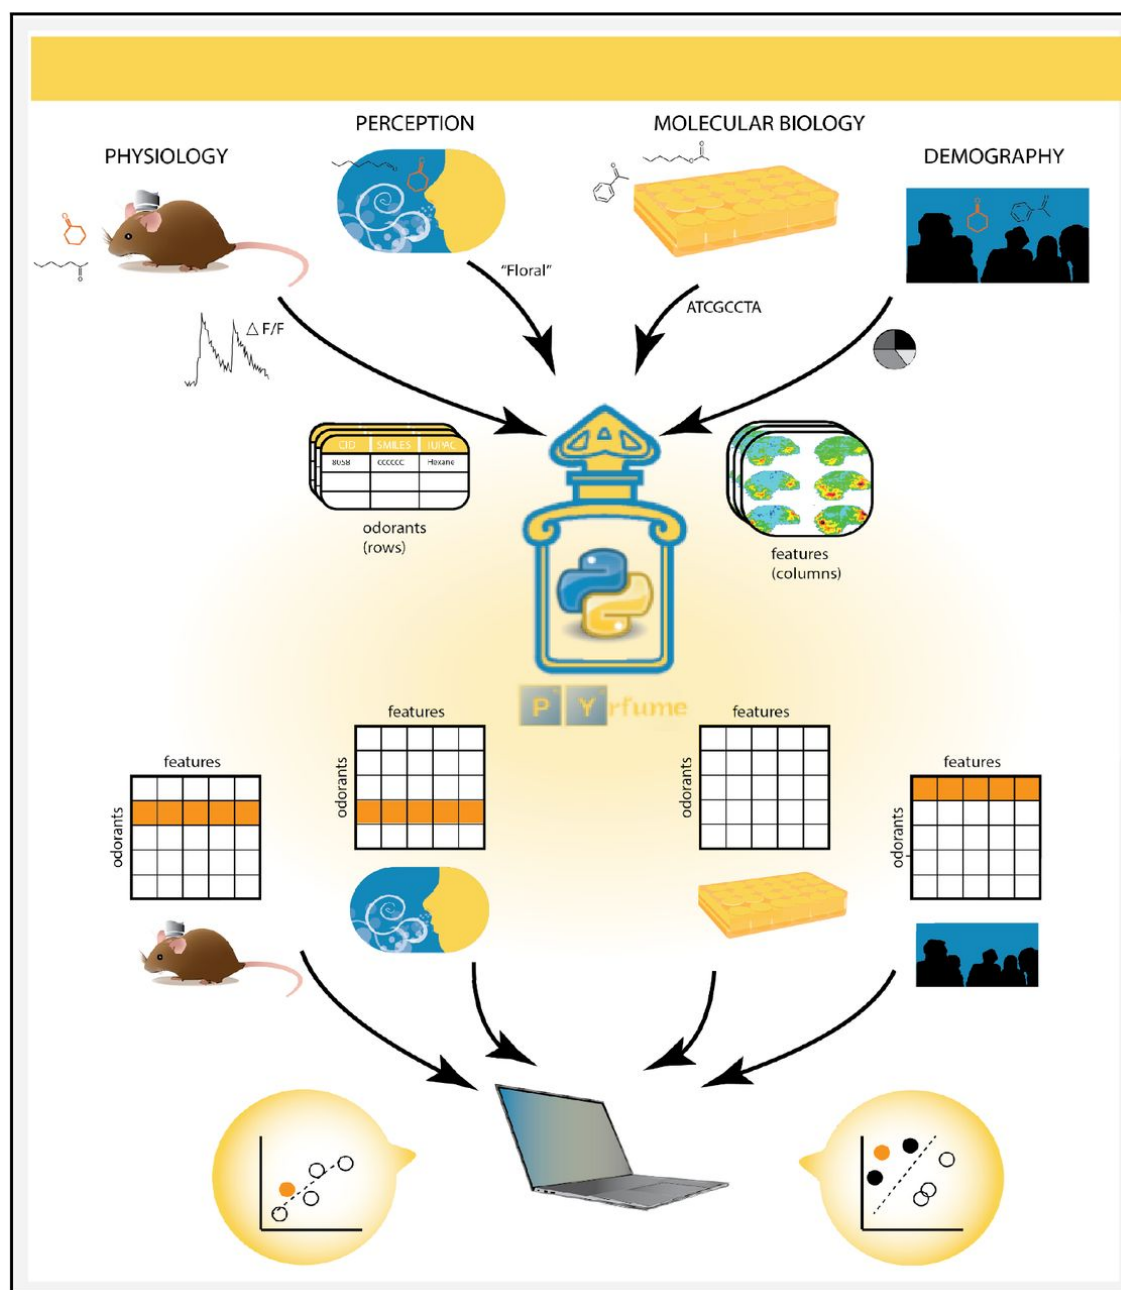 PERCEPTION
MOLECULAR BIOLOGY
PHYSIOLOGY
DEMOGRAPHY
"Floral"
ATCGCCTA
△ F/F
CID SMILES IUPAC
8058 CCCCCC Hexane
odorants
(rows)
features
(columns)
PYrfume
features
features
features
features
odorants
odorants
odorants
odorants